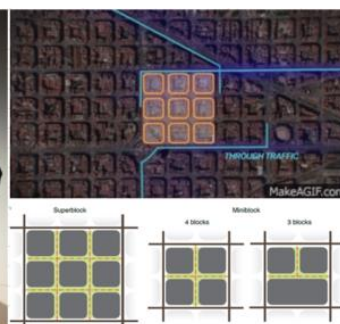 THROUGH TRAFFIC
MakeAGIF.com
Superblock
Miniblock
4 blocks
3 blocks